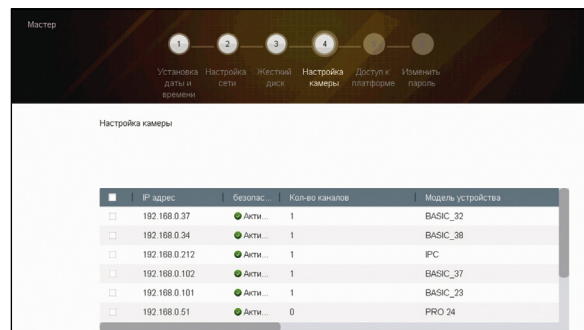 Мастер
1 2 3 4
Установка даты и времени
Настройка сети
Жесткий диск
Настройка камеры
Доступ к платформе
Изменить пароль
Настройка камеры
IP адрес безопас... Кол-во каналов Модель устройства
192.168.0.37 Акти... 1 BASIC_32
192.168.0.34 Акти... 1 BASIC_38
192.168.0.212 Акти... 1 IPC
192.168.0.102 Акти... 1 BASIC_37
192.168.0.101 Акти... 1 BASIC_23
192.168.0.51 Акти... 0 PRO 24